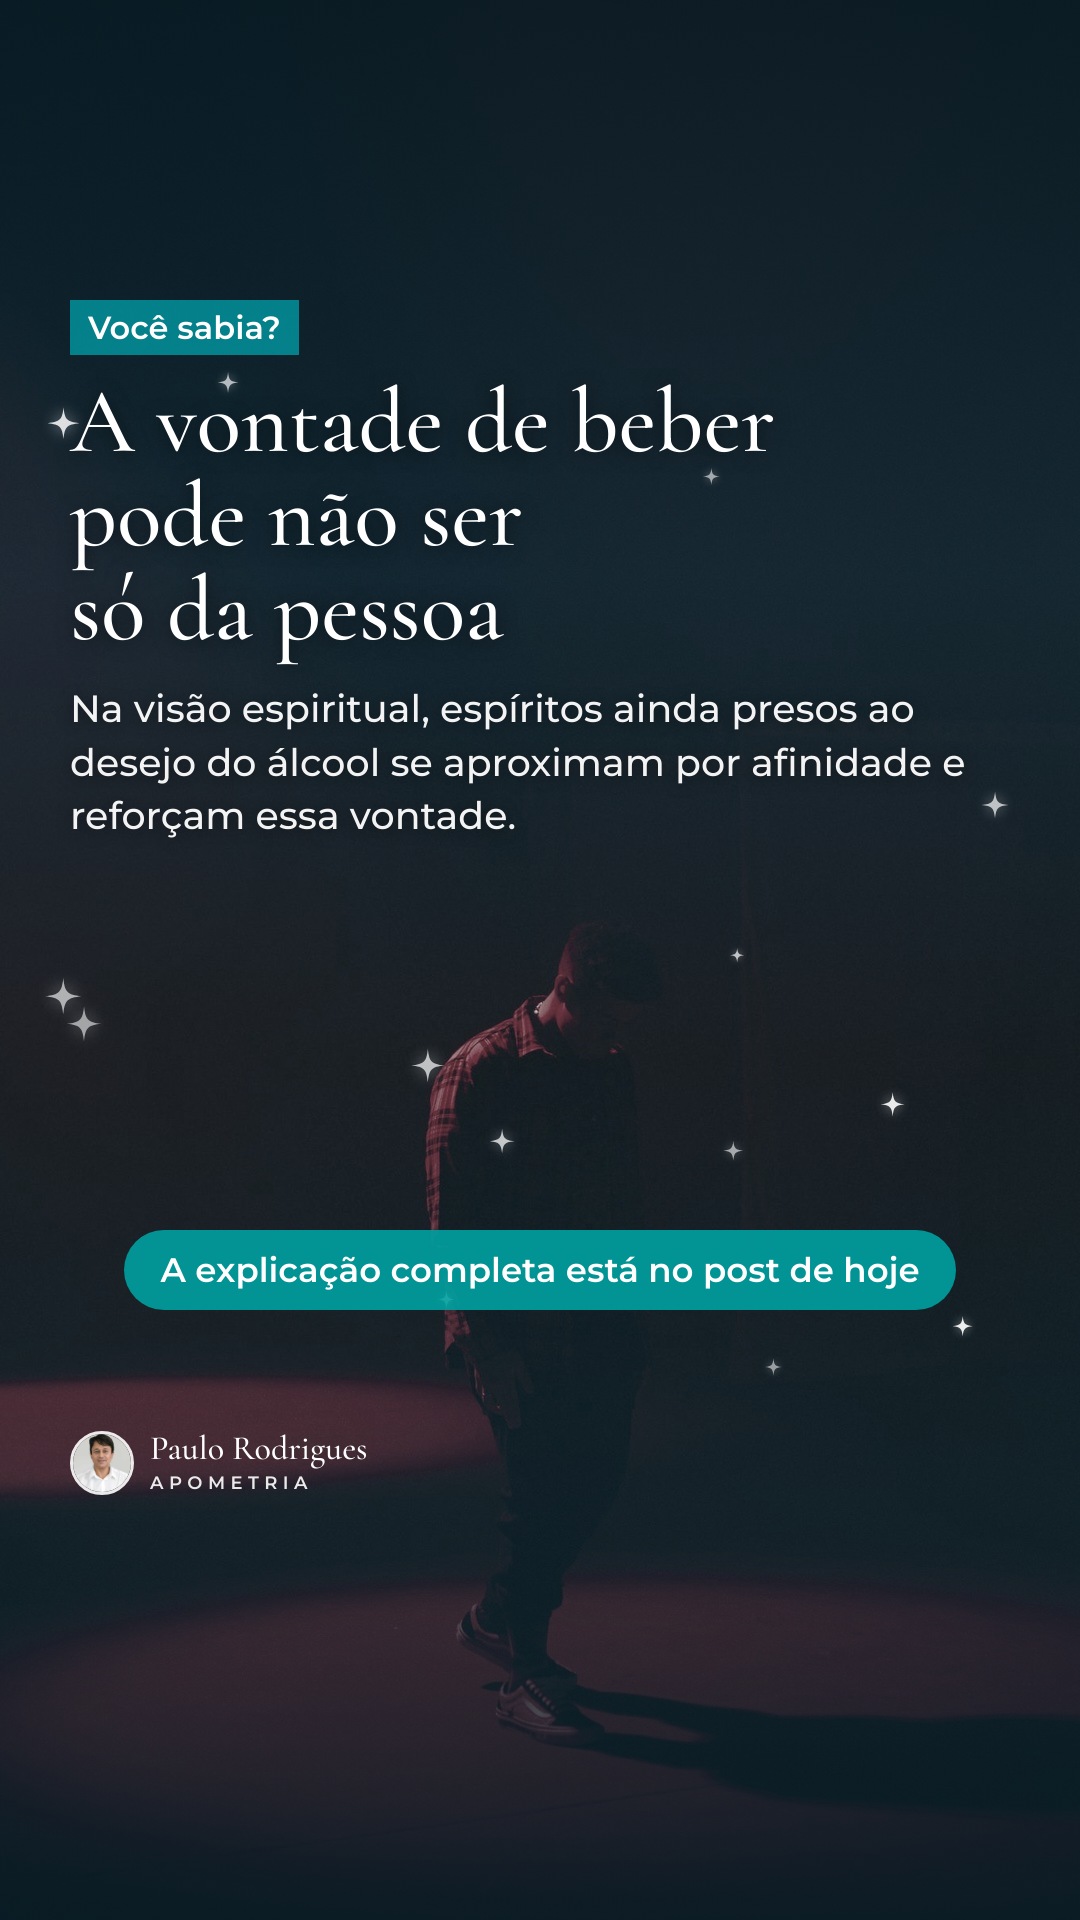 Você sabia?
A vontade de beber
pode não ser
só da pessoa
Na visão espiritual, espíritos ainda presos ao
desejo do álcool se aproximam por afinidade e
reforçam essa vontade.
A explicação completa está no post de hoje
Paulo Rodrigues
APOMETRIA